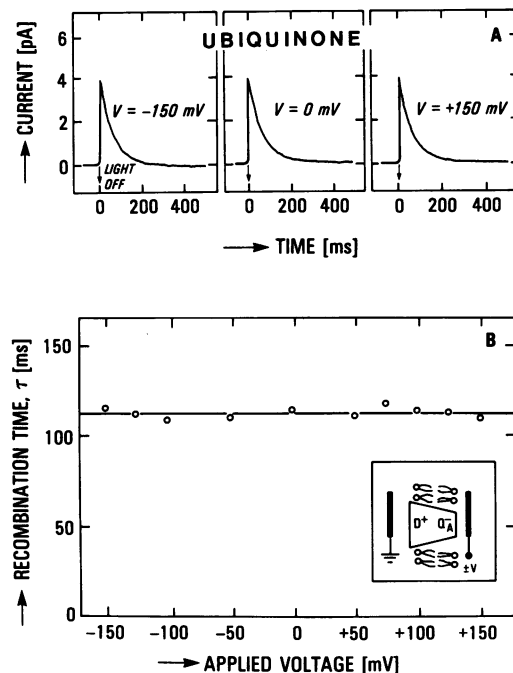 UBIQUINONE
A
CURRENT [pA]
6
4
2
0
V = −150 mV
V = 0 mV
V = +150 mV
LIGHT
OFF
0 200 400
0 200 400
0 200 400
TIME [ms]
B
RECOMBINATION TIME, τ [ms]
150
100
50
0
D+ Q−A
±V
−150 −100 −50 0 +50 +100 +150
APPLIED VOLTAGE [mV]